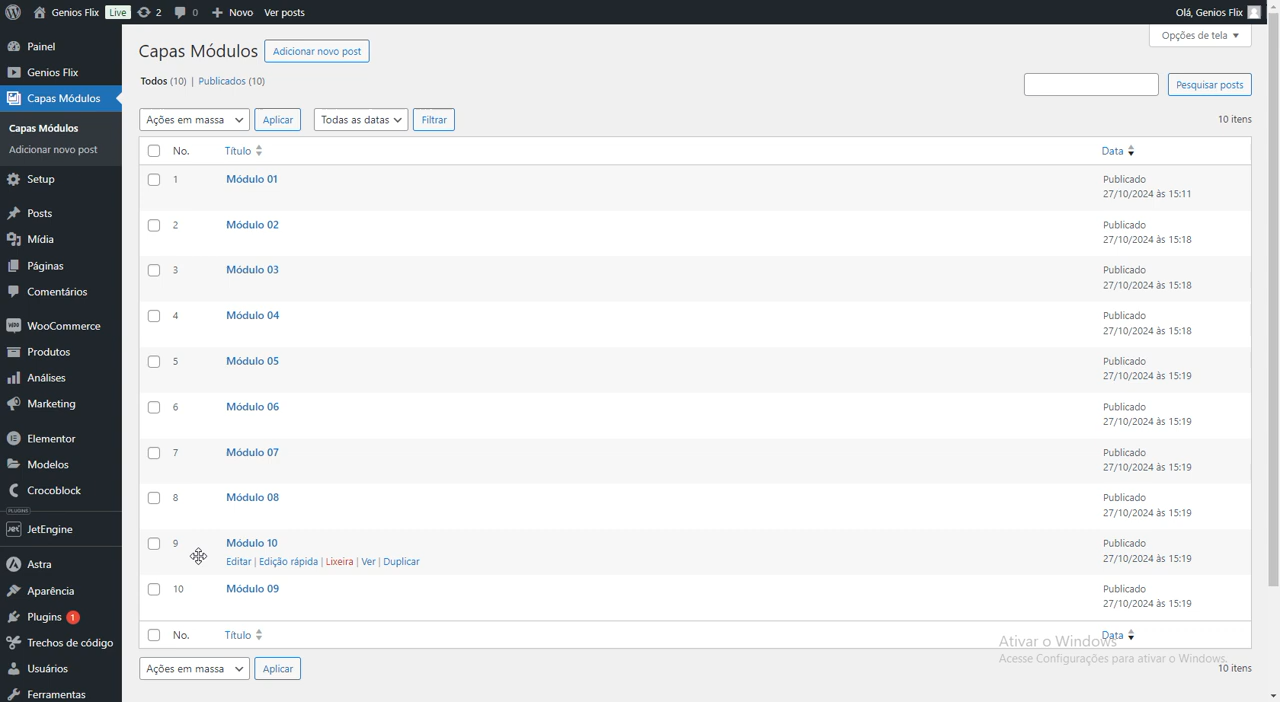 Genios Flix Live 2 0 Novo Ver posts Olá, Genios Flix
Painel
Genios Flix
Capas Módulos
Capas Módulos
Adicionar novo post
Setup
Posts
Mídia
Páginas
Comentários
WooCommerce
Produtos
Análises
Marketing
Elementor
Modelos
Crocoblock
PLUGINS
JetEngine
Astra
Aparência
Plugins 1
Trechos de código
Usuários
Ferramentas
Opções de tela
Capas Módulos Adicionar novo post
Todos (10) | Publicados (10)
Pesquisar posts
Ações em massa Aplicar Todas as datas Filtrar 10 itens
No. Título Data
1 Módulo 01 Publicado
27/10/2024 às 15:11
2 Módulo 02 Publicado
27/10/2024 às 15:18
3 Módulo 03 Publicado
27/10/2024 às 15:18
4 Módulo 04 Publicado
27/10/2024 às 15:18
5 Módulo 05 Publicado
27/10/2024 às 15:19
6 Módulo 06 Publicado
27/10/2024 às 15:19
7 Módulo 07 Publicado
27/10/2024 às 15:19
8 Módulo 08 Publicado
27/10/2024 às 15:19
9 Módulo 10 Publicado
Editar | Edição rápida | Lixeira | Ver | Duplicar 27/10/2024 às 15:19
10 Módulo 09 Publicado
27/10/2024 às 15:19
No. Título Data
Ações em massa Aplicar 10 itens
Ativar o Windows
Acesse Configurações para ativar o Windows.